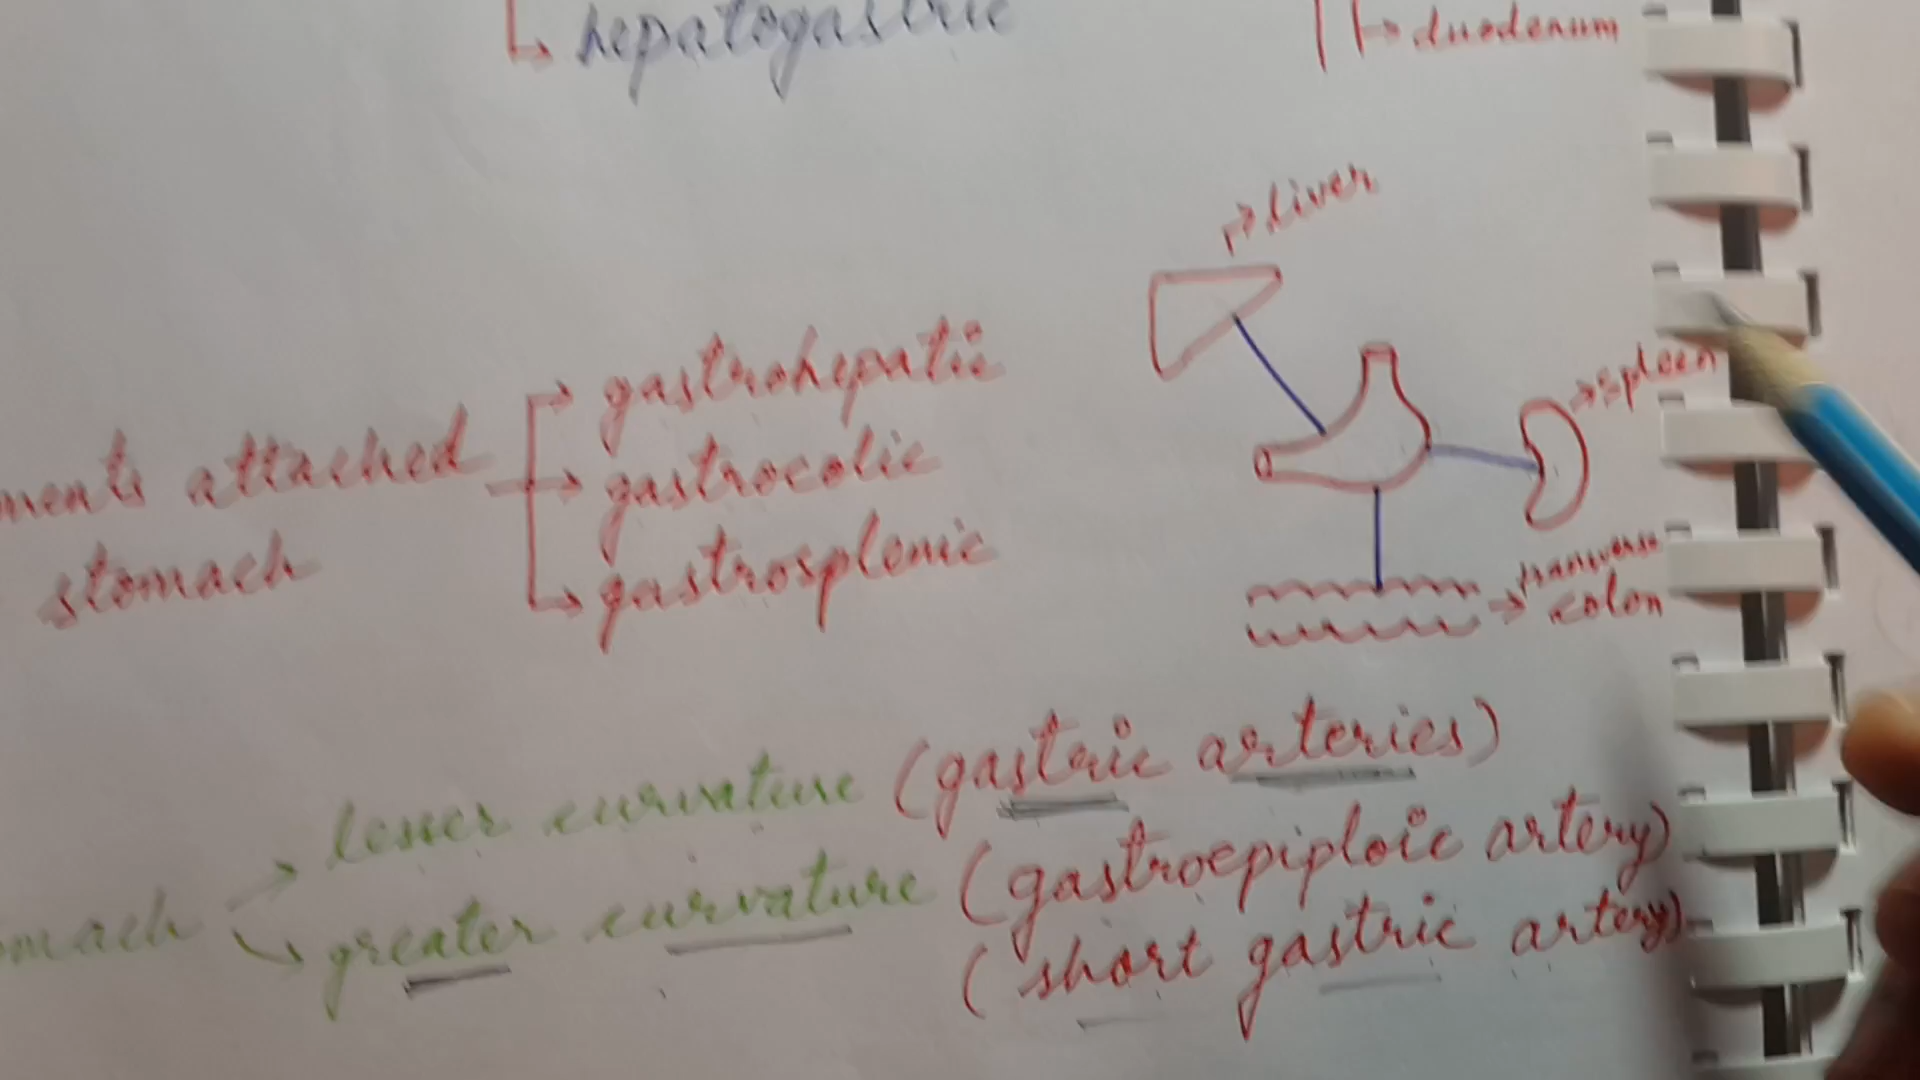 hepatogastric
duodenum
liver
gastrohepatic
spleen
ments attached
gastrocolic
stomach
gastrosplenic
transverse
colon
lesser curvature (gastric arteries)
omach
greater curvature (gastroepiploic artery)
(short gastric artery)